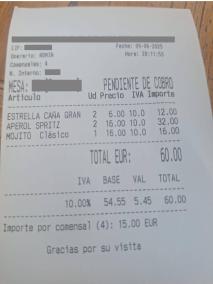 CIF:
Operario: ADMIN
Comensales: 4
N. Interno:
Fecha: 09-06-2025
Hora: 20:11:55
MESA: PENDIENTE DE COBRO
Artículo Ud Precio IVA Importe
ESTRELLA CAÑA GRAN 2 6.00 10.0 12.00
APEROL SPRITZ 2 16.00 10.0 32.00
MOJITO Clásico 1 16.00 10.0 16.00
TOTAL EUR: 60.00
IVA BASE VAL TOTAL
10.00% 54.55 5.45 60.00
Importe por comensal (4): 15.00 EUR
Gracias por su visita